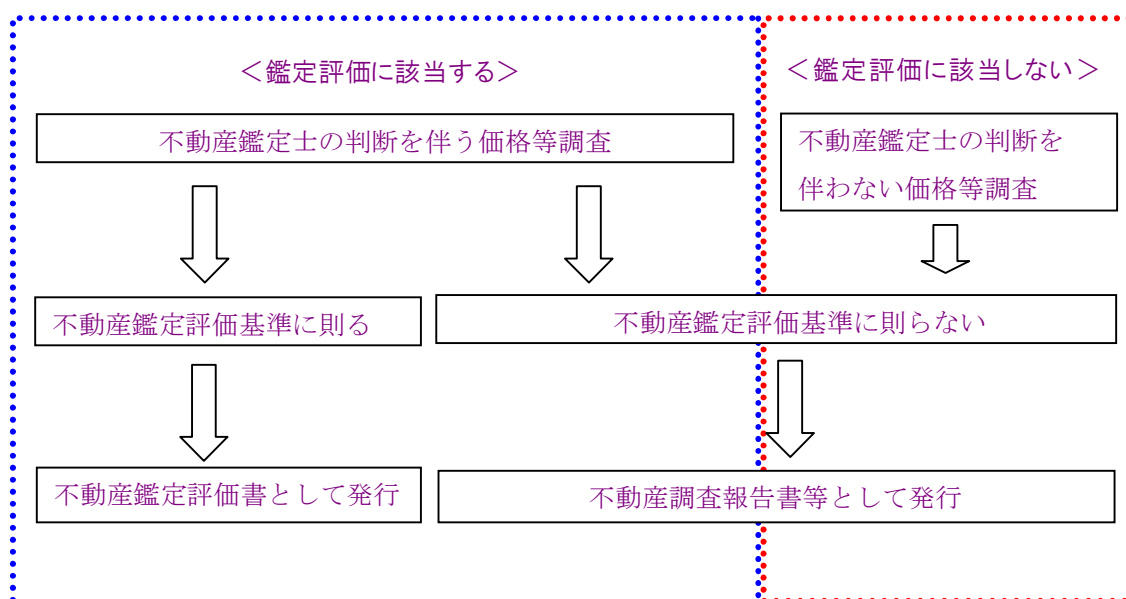 ＜鑑定評価に該当する＞
＜鑑定評価に該当しない＞
不動産鑑定士の判断を伴う価格等調査
不動産鑑定士の判断を
伴わない価格等調査
不動産鑑定評価基準に則る
不動産鑑定評価基準に則らない
不動産鑑定評価書として発行
不動産調査報告書等として発行